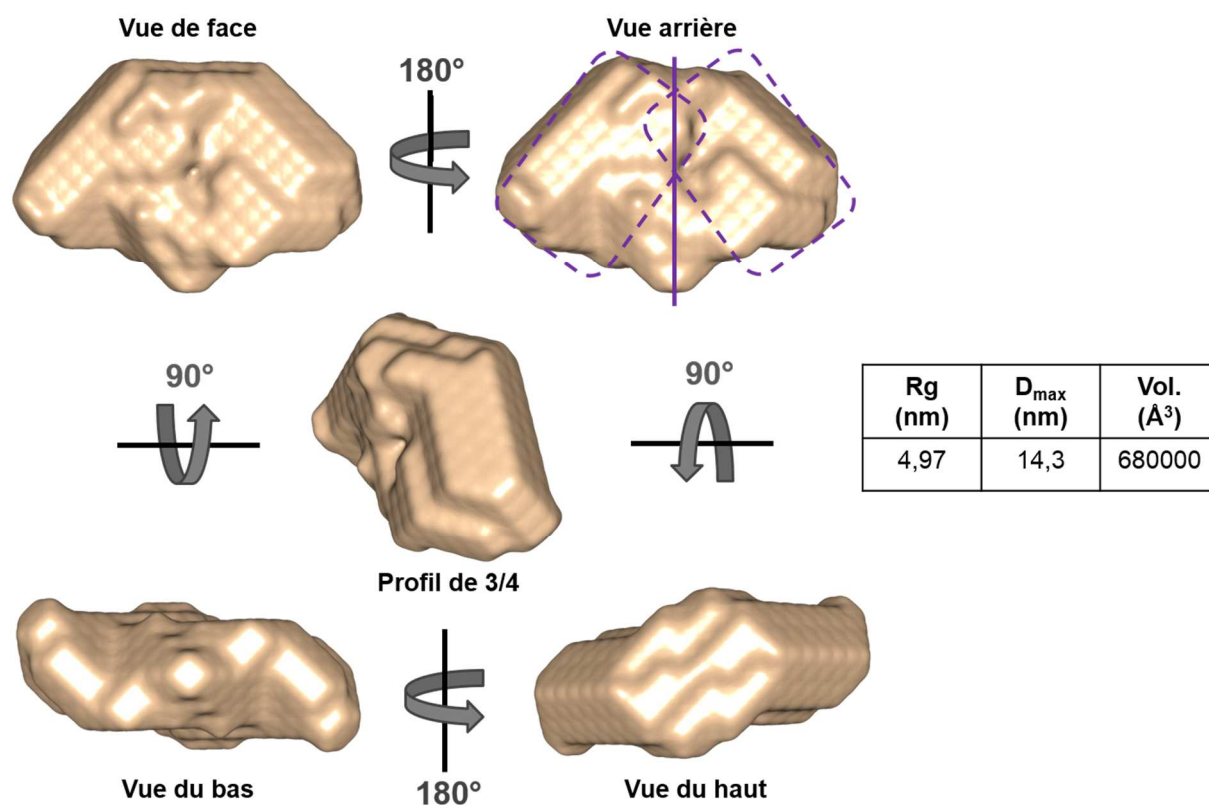 Vue de face
Vue arrière
180°
90°
90°
Rg
(nm)
Dmax
(nm)
Vol.
(Å³)
4,97
14,3
680000
Profil de 3/4
Vue du bas
180°
Vue du haut